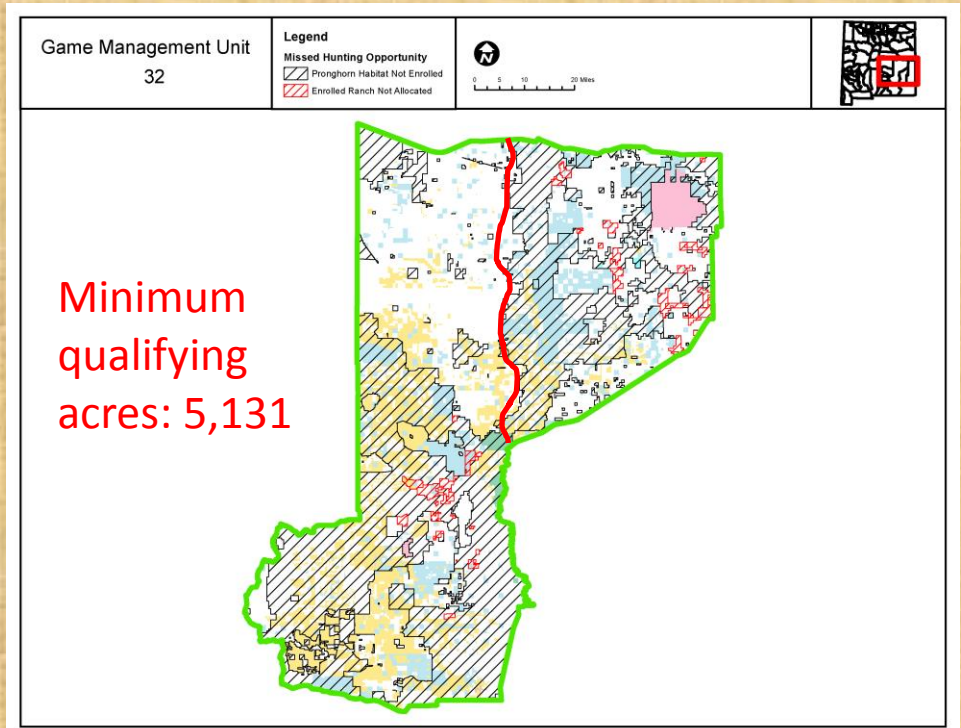 Game Management Unit
32
Legend
Missed Hunting Opportunity
Pronghorn Habitat Not Enrolled
Enrolled Ranch Not Allocated
N
0 5 10 20 Miles
Minimum
qualifying
acres: 5,131